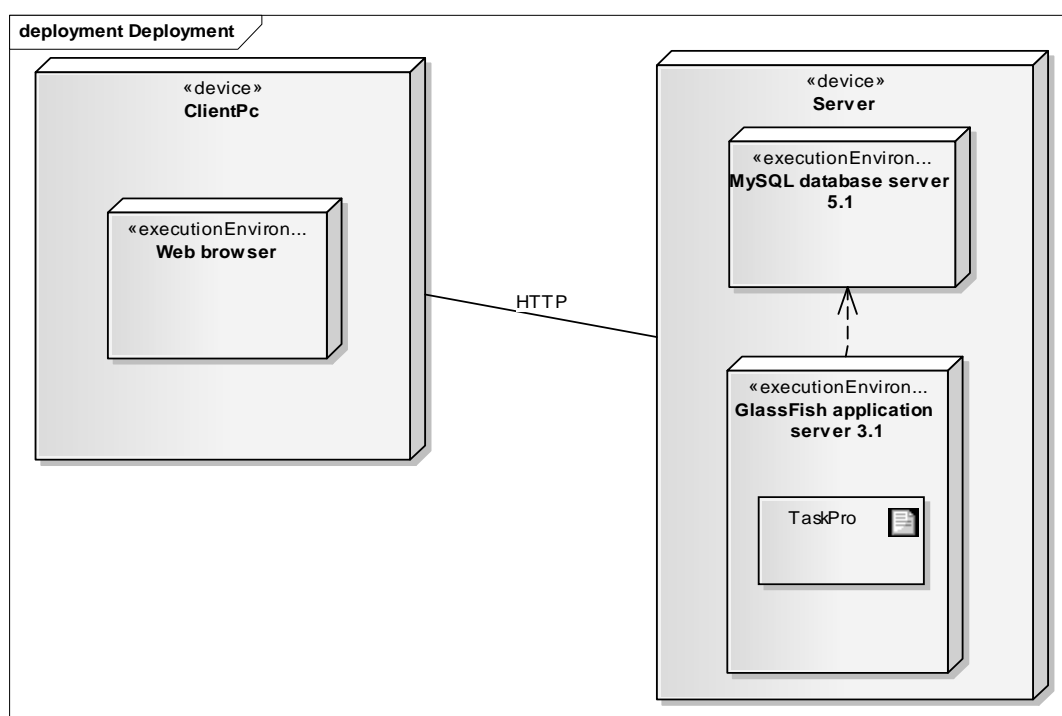 deployment Deployment
«device»
ClientPc
«executionEnviron...
Web browser
HTTP
«device»
Server
«executionEnviron...
MySQL database server
5.1
«executionEnviron...
GlassFish application
server 3.1
TaskPro